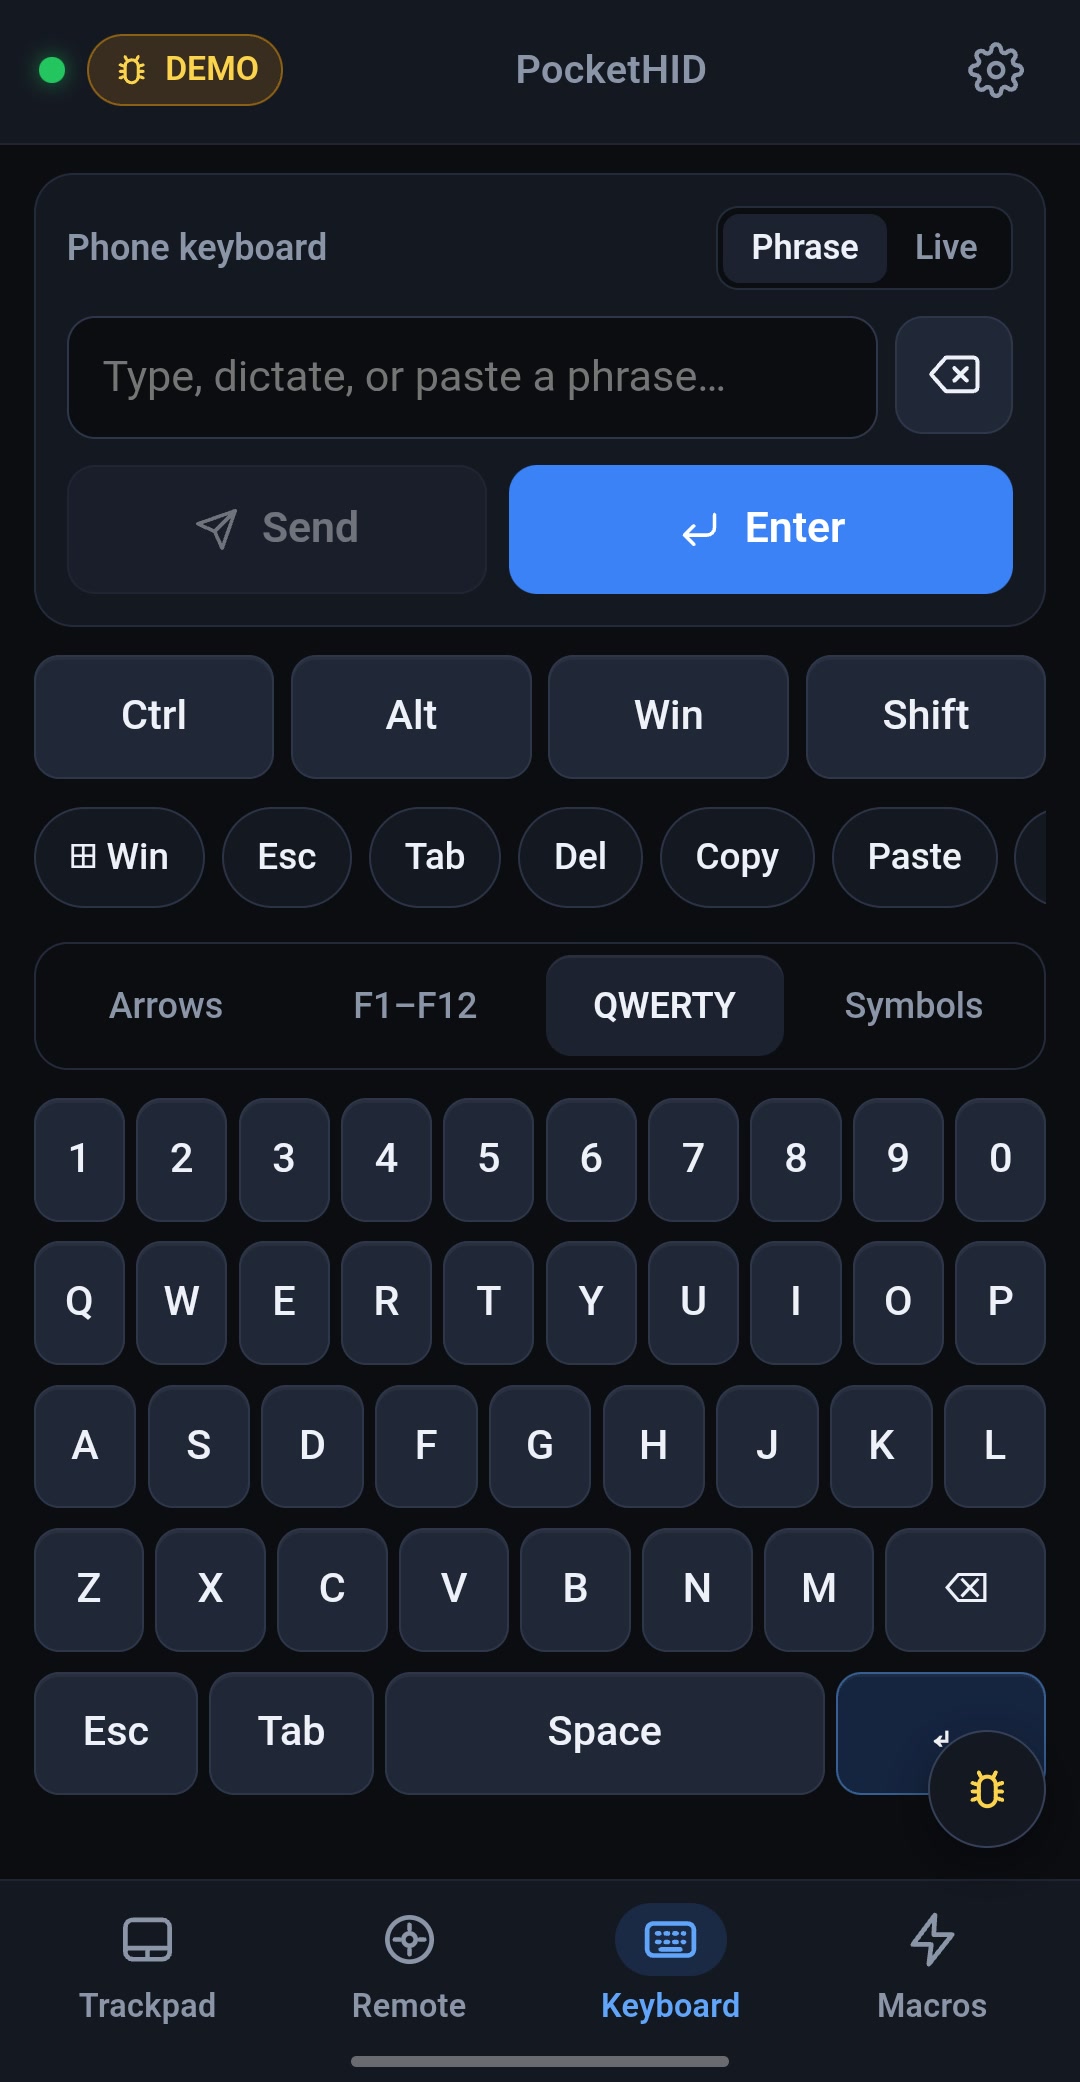 DEMO
PocketHID
Phone keyboard
Phrase Live
Type, dictate, or paste a phrase...
Send Enter
Ctrl Alt Win Shift
Win Esc Tab Del Copy Paste
Arrows F1–F12 QWERTY Symbols
1 2 3 4 5 6 7 8 9 0
Q W E R T Y U I O P
A S D F G H J K L
Z X C V B N M
Esc Tab Space
Trackpad Remote Keyboard Macros